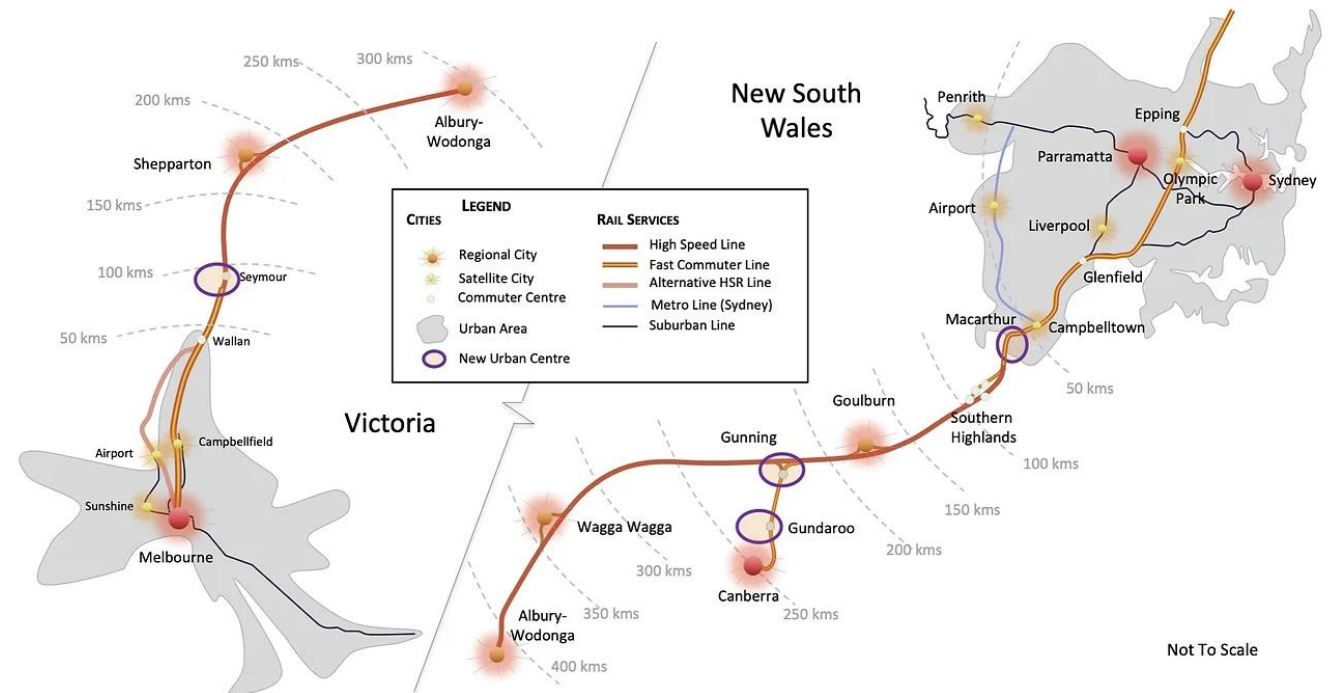 300 kms
250 kms
200 kms
Albury-
Wodonga
Shepparton
150 kms
100 kms
Seymour
50 kms
Wallan
Victoria
Campbellfield
Airport
Sunshine
Melbourne
LEGEND
CITIES
Regional City
Satellite City
Commuter Centre
Urban Area
New Urban Centre
RAIL SERVICES
High Speed Line
Fast Commuter Line
Alternative HSR Line
Metro Line (Sydney)
Suburban Line
New South
Wales
Penrith
Epping
Parramatta
Olympic
Park
Sydney
Airport
Liverpool
Glenfield
Macarthur
Campbelltown
50 kms
Southern
Highlands
100 kms
Goulburn
150 kms
Gunning
200 kms
Gundaroo
Wagga Wagga
300 kms
Canberra
250 kms
350 kms
Albury-
Wodonga
400 kms
Not To Scale